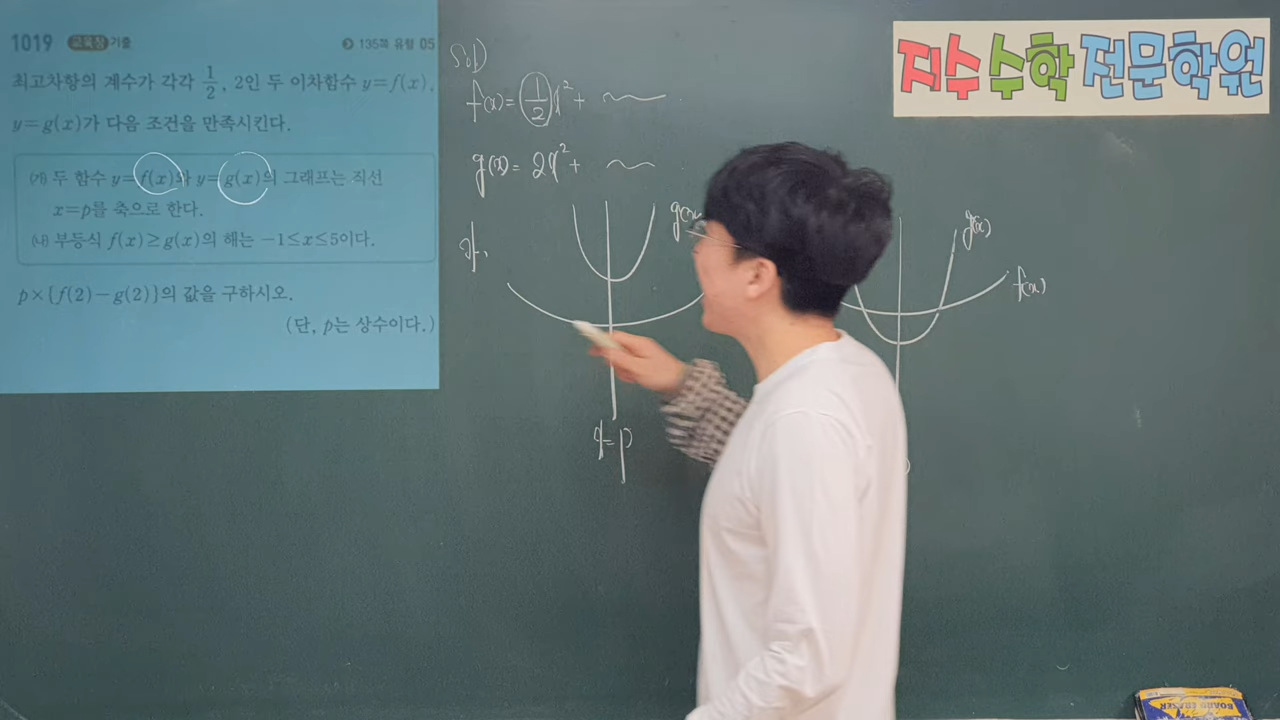 1019 교육청 기출
135쪽 유형 05
최고차항의 계수가 각각 1/2, 2인 두 이차함수 y=f(x),
y=g(x)가 다음 조건을 만족시킨다.
(가) 두 함수 y=f(x)와 y=g(x)의 그래프는 직선
x=p를 축으로 한다.
(나) 부등식 f(x)≥g(x)의 해는 −1≤x≤5이다.
p×{f(2)−g(2)}의 값을 구하시오.
(단, p는 상수이다.)
Sol)
f(x)= 1/2 x²+
g(x)= 2x²+
가.
x=p
g(x)
f(x)
지수수학전문학원
BOARD ERASER